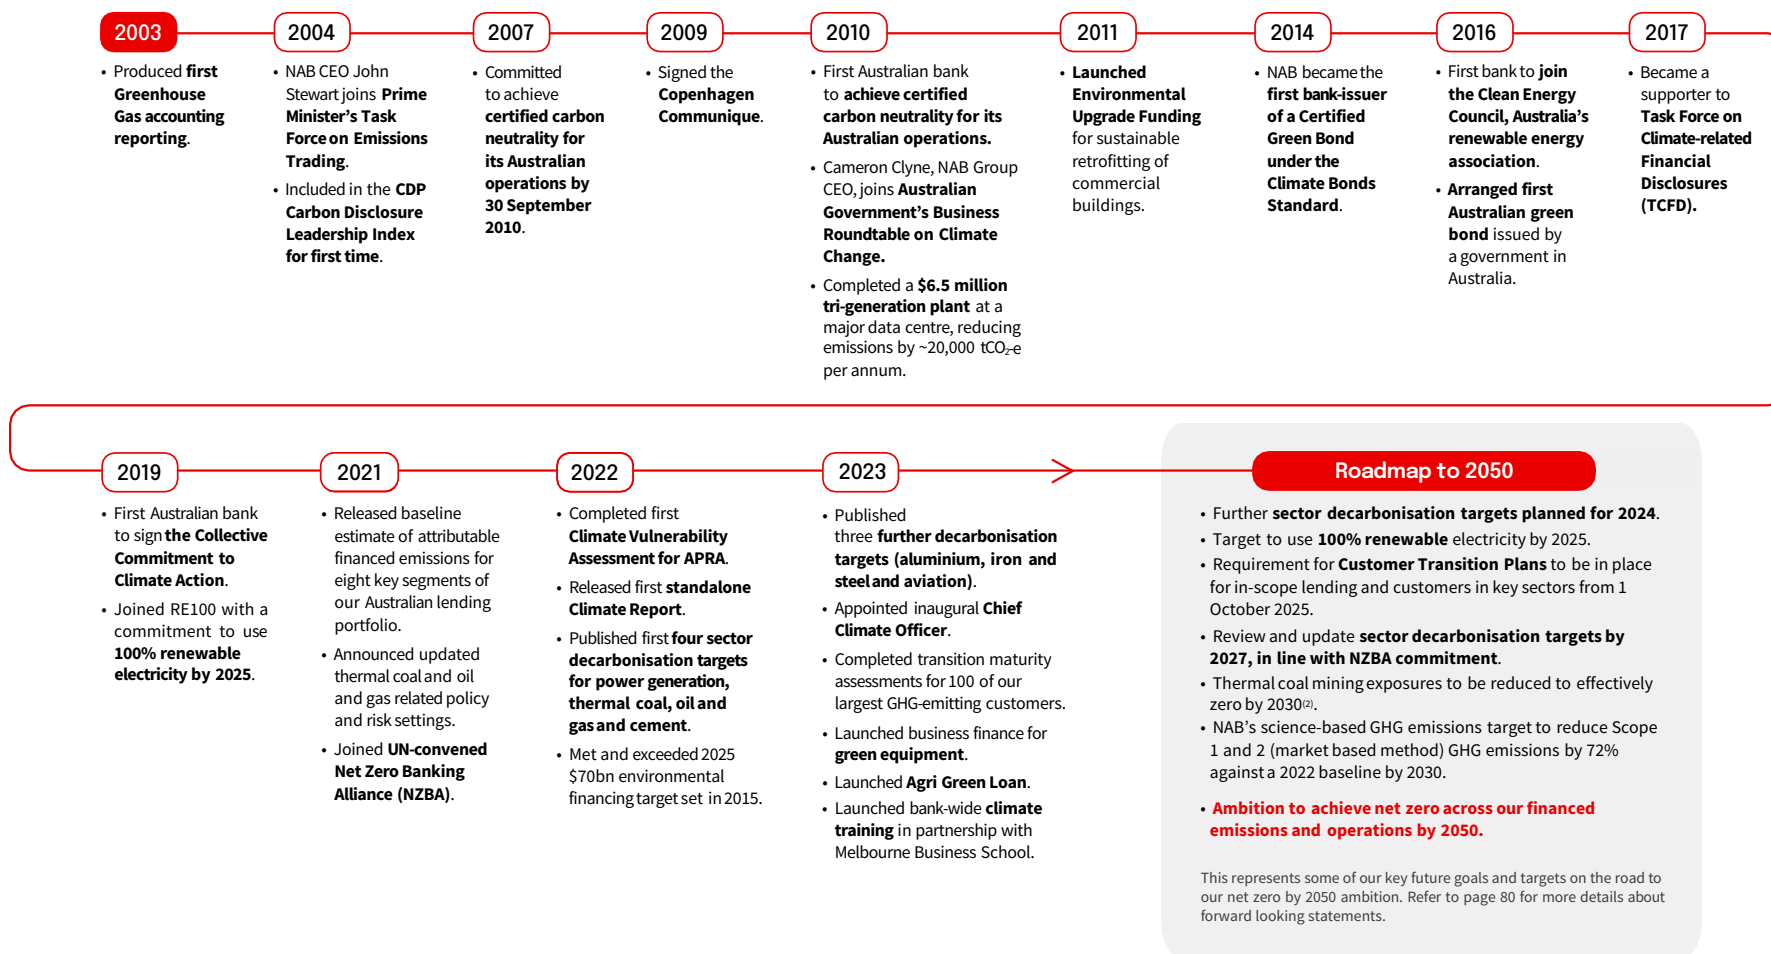 2003
• Produced first
Greenhouse
Gas accounting
reporting.
2004
• NAB CEO John
Stewart joins Prime
Minister's Task
Force on Emissions
Trading.
• Included in the CDP
Carbon Disclosure
Leadership Index
for first time.
2007
• Committed
to achieve
certified carbon
neutrality for
its Australian
operations by
30 September
2010.
2009
• Signed the
Copenhagen
Communique.
2010
• First Australian bank
to achieve certified
carbon neutrality for its
Australian operations.
• Cameron Clyne, NAB Group
CEO, joins Australian
Government's Business
Roundtable on Climate
Change.
• Completed a $6.5 million
tri-generation plant at a
major data centre, reducing
emissions by ~20,000 tCO₂-e
per annum.
2011
• Launched
Environmental
Upgrade Funding
for sustainable
retrofitting of
commercial
buildings.
2014
• NAB became the
first bank-issuer
of a Certified
Green Bond
under the
Climate Bonds
Standard.
2016
• First bank to join
the Clean Energy
Council, Australia's
renewable energy
association.
• Arranged first
Australian green
bond issued by
a government in
Australia.
2017
• Became a
supporter to
Task Force on
Climate-related
Financial
Disclosures
(TCFD).
2019
• First Australian bank
to sign the Collective
Commitment to
Climate Action.
• Joined RE100 with a
commitment to use
100% renewable
electricity by 2025.
2021
• Released baseline
estimate of attributable
financed emissions for
eight key segments of
our Australian lending
portfolio.
• Announced updated
thermal coal and oil
and gas related policy
and risk settings.
• Joined UN-convened
Net Zero Banking
Alliance (NZBA).
2022
• Completed first
Climate Vulnerability
Assessment for APRA.
• Released first standalone
Climate Report.
• Published first four sector
decarbonisation targets
for power generation,
thermal coal, oil and
gas and cement.
• Met and exceeded 2025
$70bn environmental
financing target set in 2015.
2023
• Published
three further decarbonisation
targets (aluminium, iron and
steel and aviation).
• Appointed inaugural Chief
Climate Officer.
• Completed transition maturity
assessments for 100 of our
largest GHG-emitting customers.
• Launched business finance for
green equipment.
• Launched Agri Green Loan.
• Launched bank-wide climate
training in partnership with
Melbourne Business School.
Roadmap to 2050
• Further sector decarbonisation targets planned for 2024.
• Target to use 100% renewable electricity by 2025.
• Requirement for Customer Transition Plans to be in place
for in-scope lending and customers in key sectors from 1
October 2025.
• Review and update sector decarbonisation targets by
2027, in line with NZBA commitment.
• Thermal coal mining exposures to be reduced to effectively
zero by 2030(2).
• NAB's science-based GHG emissions target to reduce Scope
1 and 2 (market based method) GHG emissions by 72%
against a 2022 baseline by 2030.
• Ambition to achieve net zero across our financed
emissions and operations by 2050.
This represents some of our key future goals and targets on the road to
our net zero by 2050 ambition. Refer to page 80 for more details about
forward looking statements.